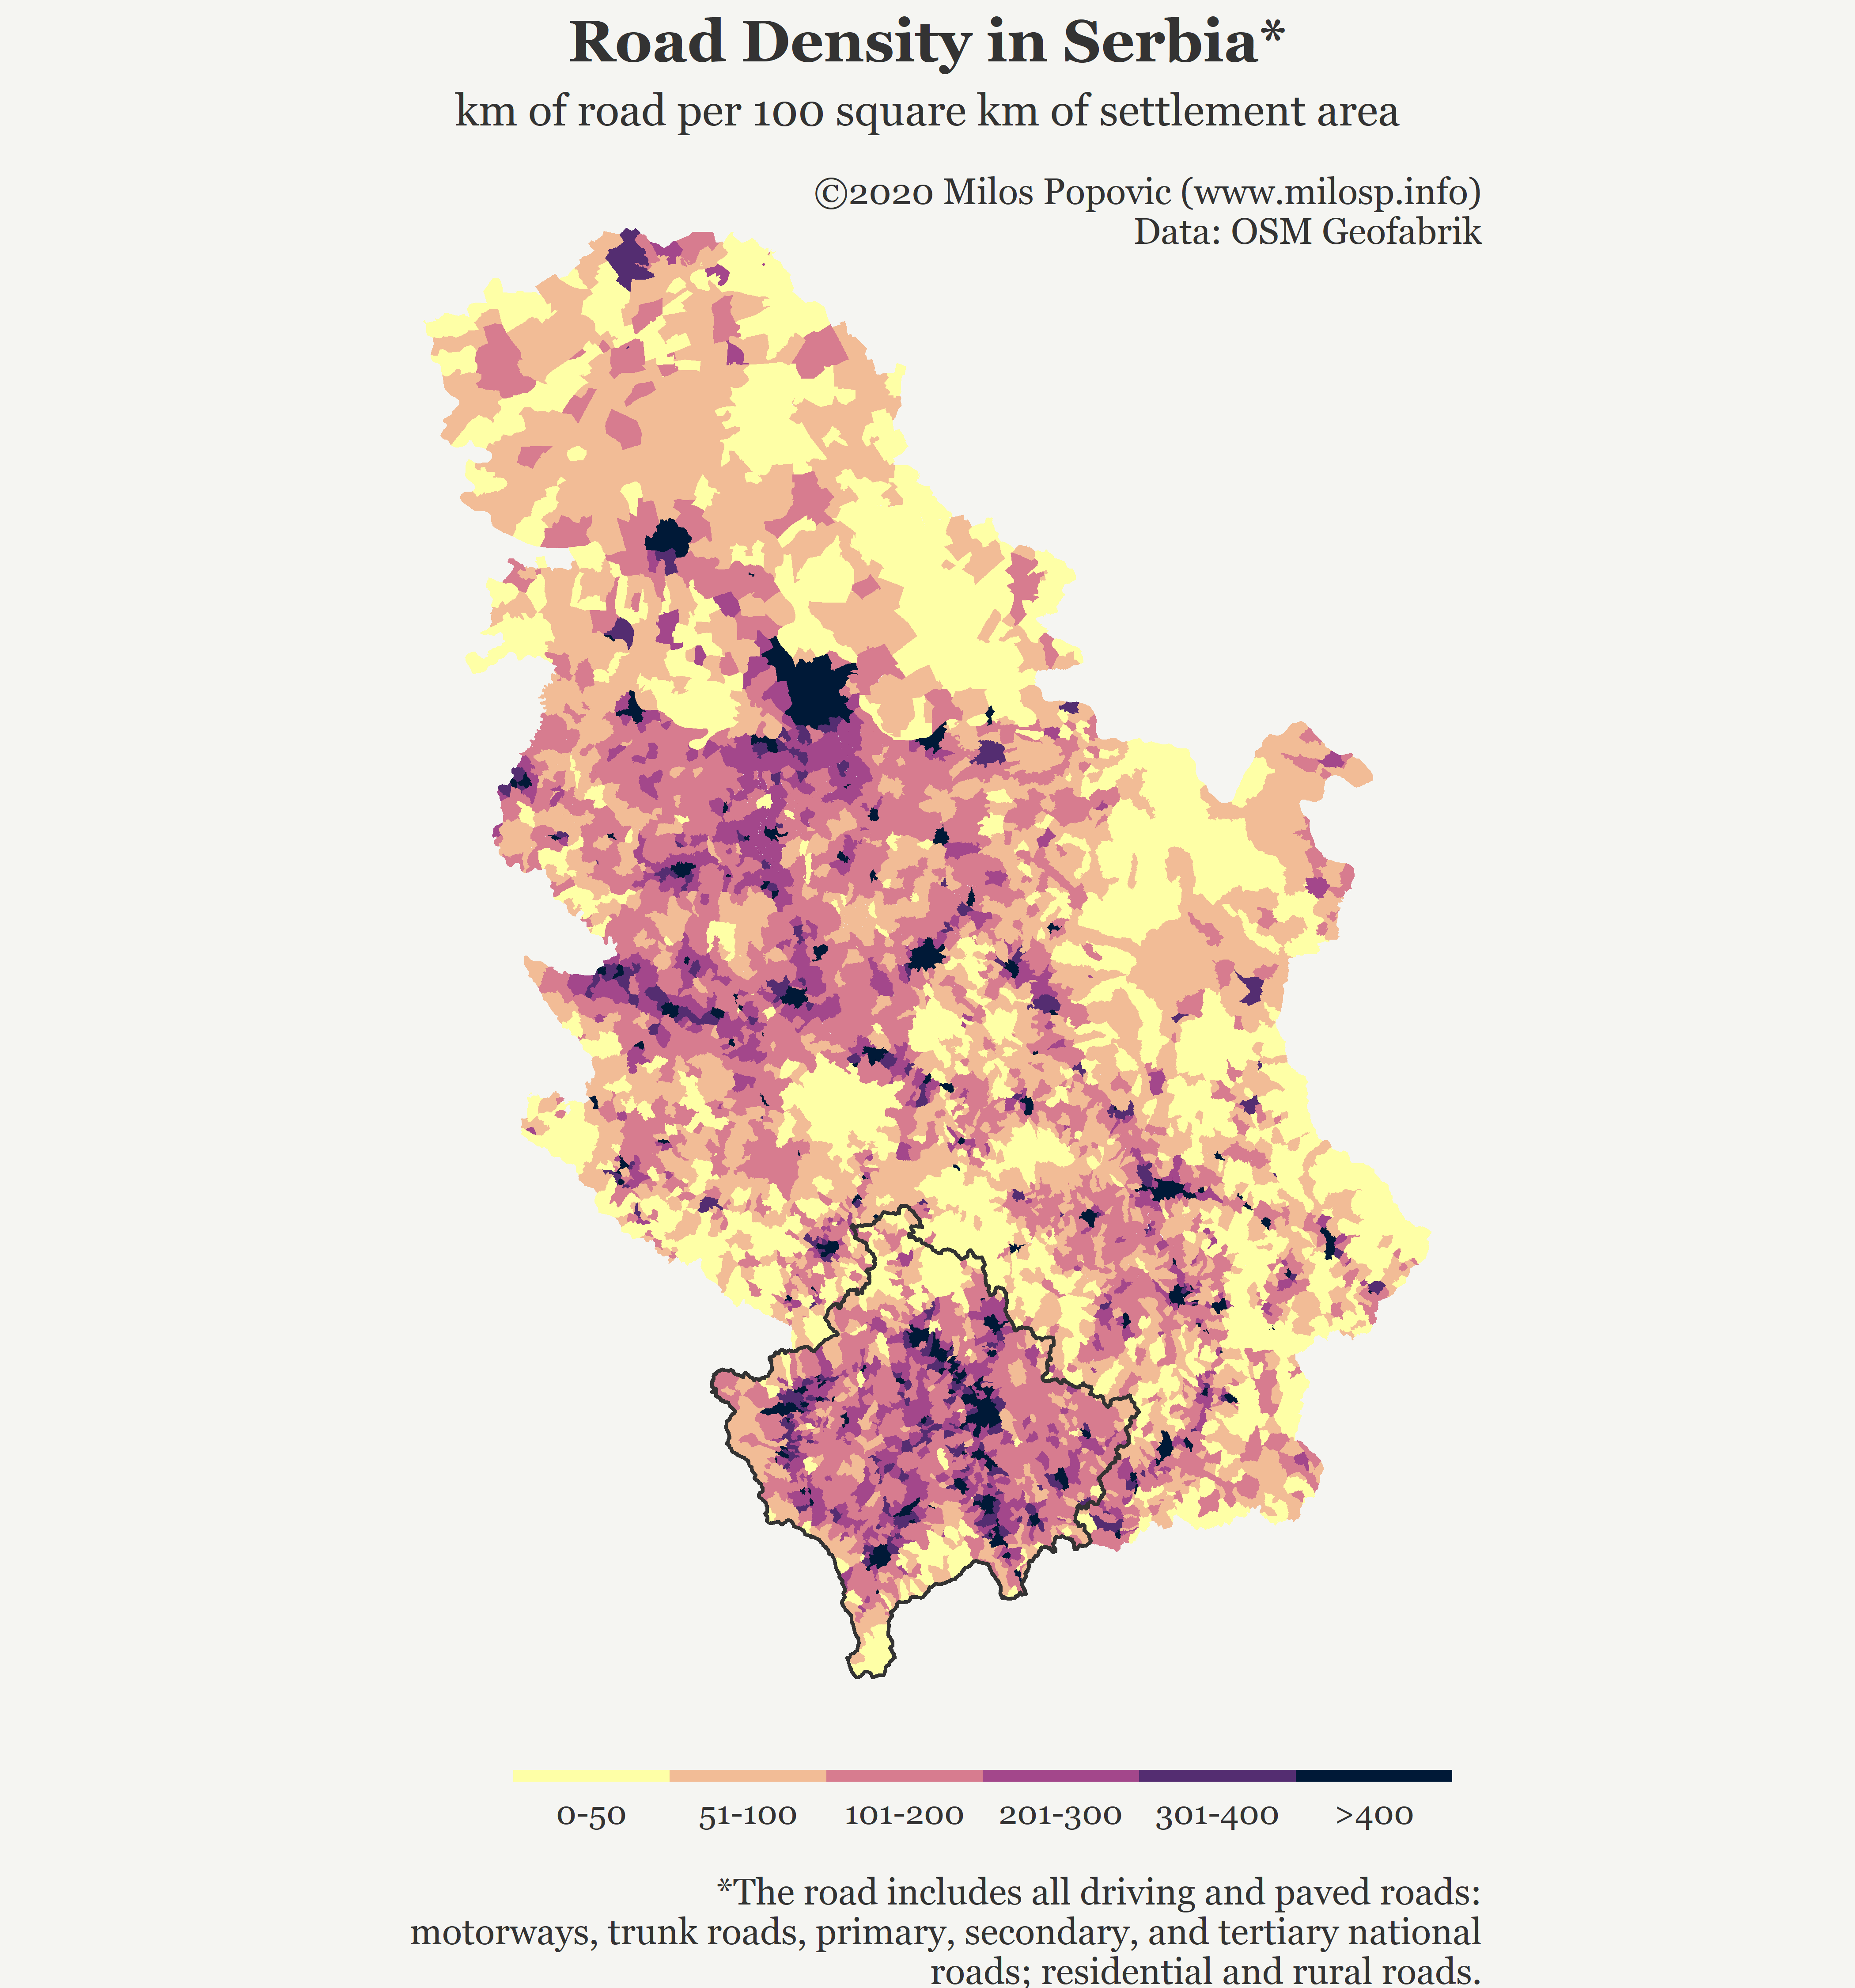 Road Density in Serbia*
km of road per 100 square km of settlement area
©2020 Milos Popovic (www.milosp.info)
Data: OSM Geofabrik
0-50 51-100 101-200 201-300 301-400 >400
*The road includes all driving and paved roads:
motorways, trunk roads, primary, secondary, and tertiary national
roads; residential and rural roads.